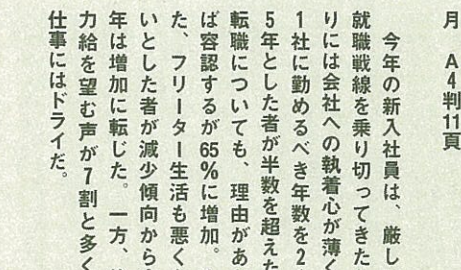 月　A4判11頁
今年の新入社員は、厳し
就職戦線を乗り切ってきた
りには会社への執着心が薄く
1社に勤めるべき年数を2
5年とした者が半数を超えた
転職についても、理由があ
ば容認するが65%に増加。
た、フリーター生活も悪く
いとした者が減少傾向から
年は増加に転じた。一方、
力給を望む声が7割と多く
仕事にはドライだ。